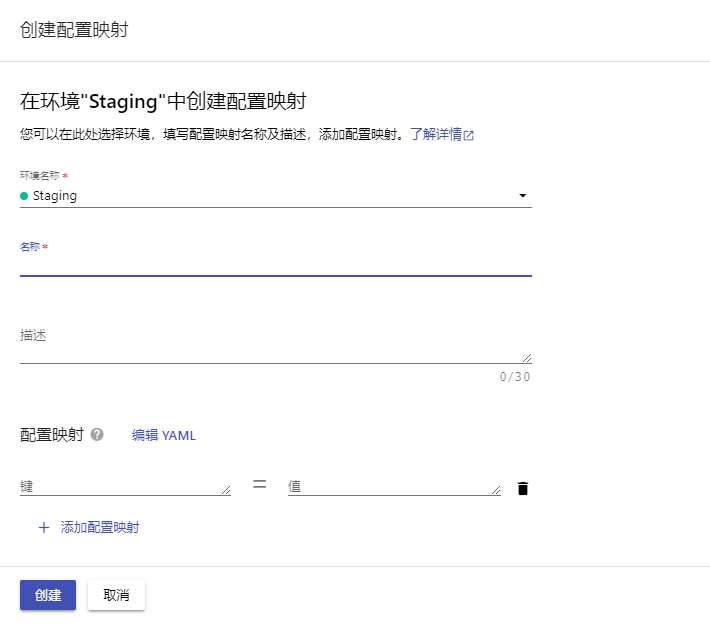 创建配置映射
在环境"Staging"中创建配置映射
您可以在此处选择环境，填写配置映射名称及描述，添加配置映射。了解详情
环境名称 *
Staging
名称 *
描述
0/30
配置映射 ? 编辑 YAML
键 = 值
+ 添加配置映射
创建 取消